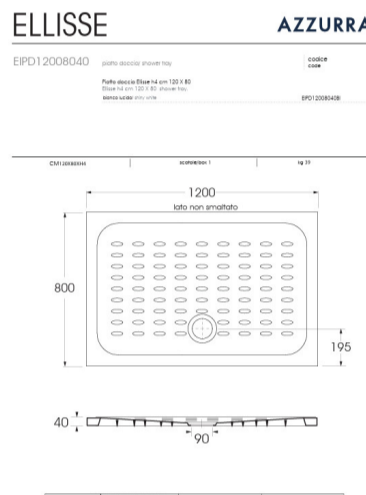 ELLISSE
AZZURRA
EIPD12008040 piatto doccia/ shower tray codice
code
Piatto doccia Ellisse h4 cm 120 X 80
Ellisse h4 cm 120 X 80 shower tray
bianco lucido/ shiny white EIPD12008040BI
scatole/box 1 kg 39
1200
lato non smaltato
800
195
40
90